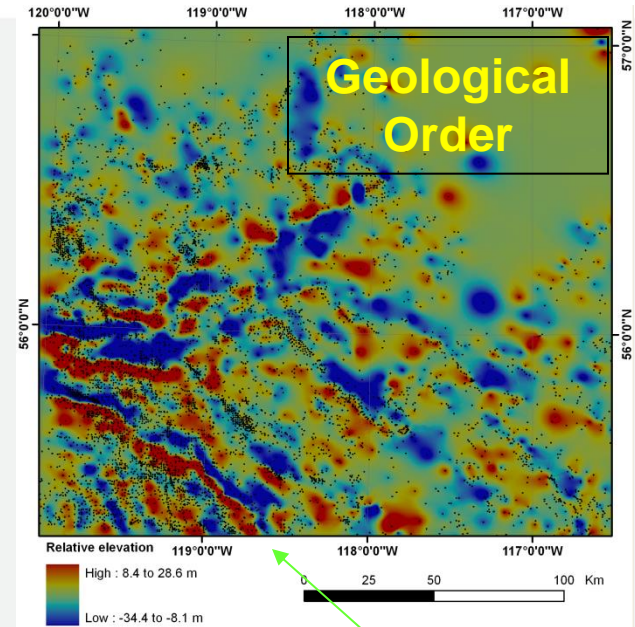 120°0'0"W 119°0'0"W 118°0'0"W 117°0'0"W
57°0'0"N
Geological
Order
56°0'0"N
56°0'0"N
119°0'0"W 118°0'0"W 117°0'0"W
Relative elevation
High : 8.4 to 28.6 m
Low : -34.4 to -8.1 m
0 25 50 100 Km